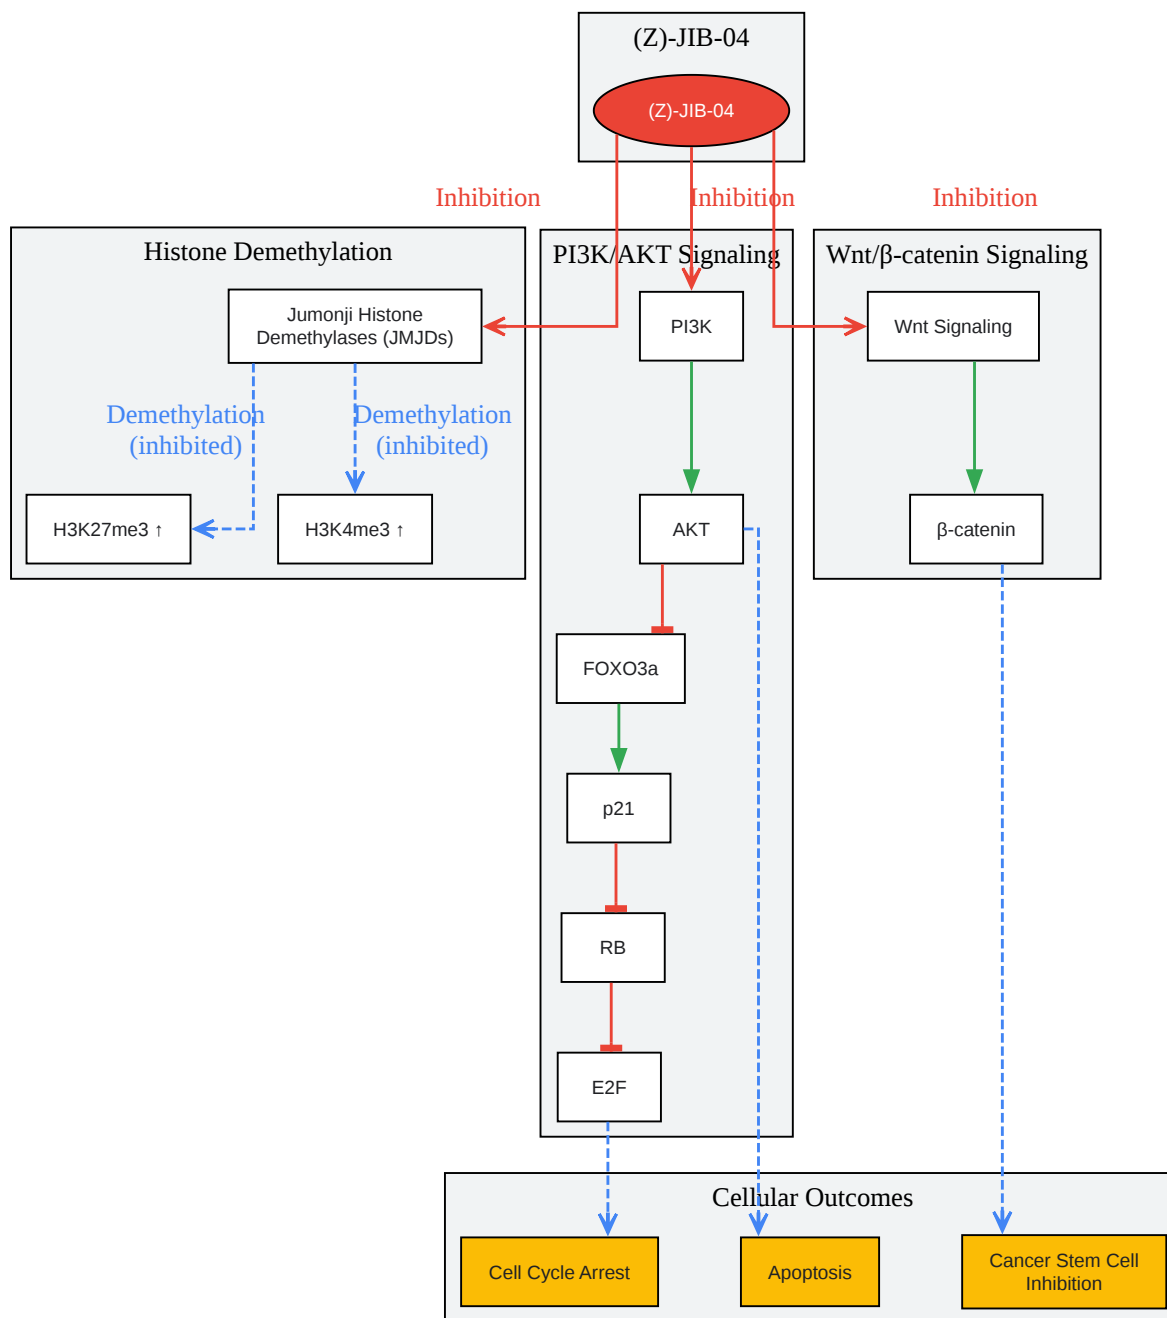 (Z)-JIB-04
(Z)-JIB-04
Inhibition
Inhibition
Inhibition
Histone Demethylation
PI3K/AKT Signaling
Wnt/β-catenin Signaling
Jumonji Histone
Demethylases (JMJDs)
PI3K
Wnt Signaling
Demethylation
(inhibited)
Demethylation
(inhibited)
H3K27me3 ↑
H3K4me3 ↑
AKT
β-catenin
FOXO3a
p21
RB
E2F
Cellular Outcomes
Cell Cycle Arrest
Apoptosis
Cancer Stem Cell
Inhibition